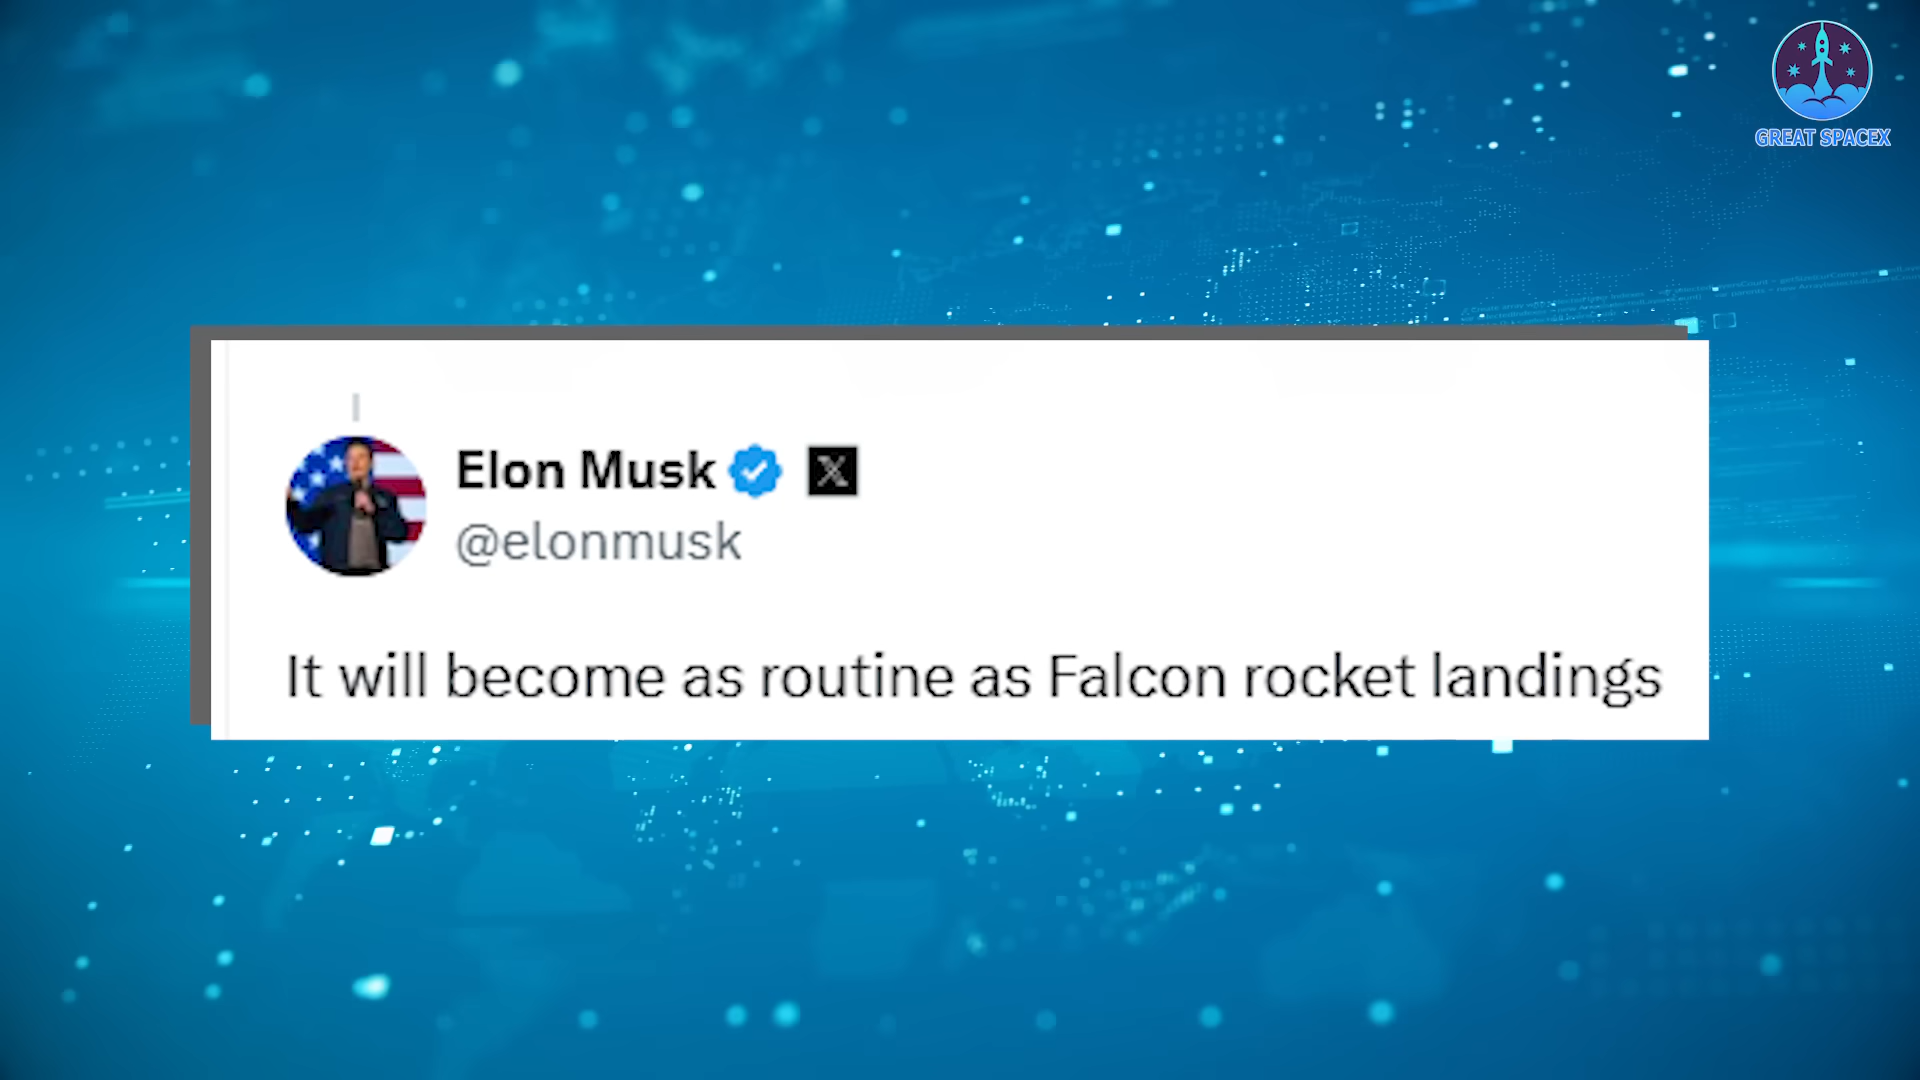 GREAT SPACEX
Elon Musk
@elonmusk
It will become as routine as Falcon rocket landings